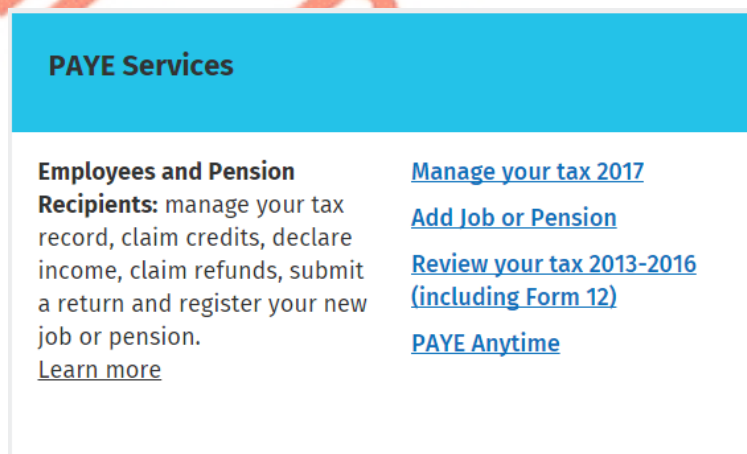 PAYE Services
Employees and Pension
Recipients: manage your tax
record, claim credits, declare
income, claim refunds, submit
a return and register your new
job or pension.
Learn more
Manage your tax 2017
Add Job or Pension
Review your tax 2013-2016
(including Form 12)
PAYE Anytime